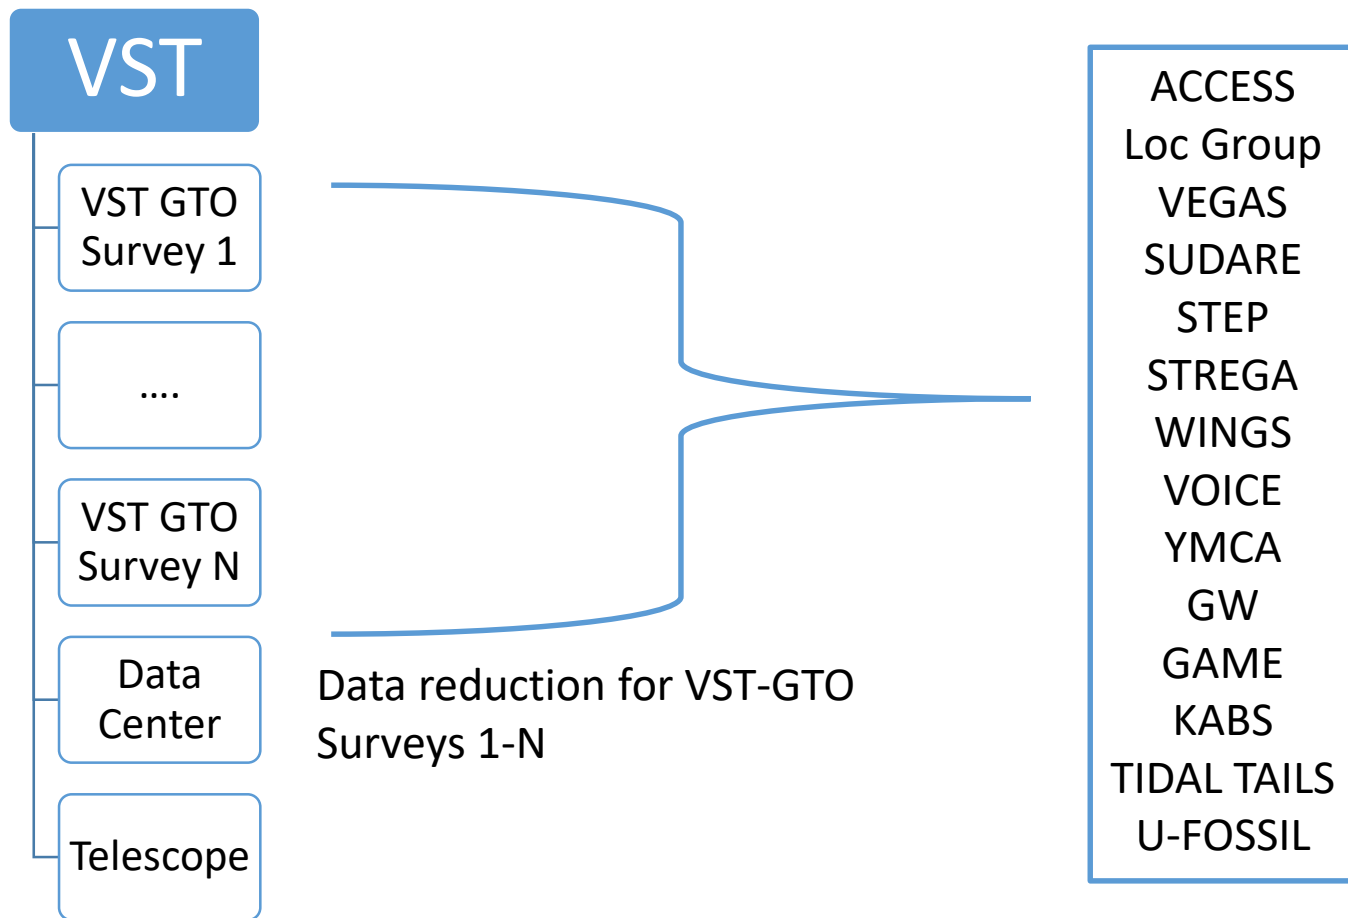 VST
VST GTO
Survey 1
....
VST GTO
Survey N
Data
Center
Telescope
Data reduction for VST-GTO
Surveys 1-N
ACCESS
Loc Group
VEGAS
SUDARE
STEP
STREGA
WINGS
VOICE
YMCA
GW
GAME
KABS
TIDAL TAILS
U-FOSSIL